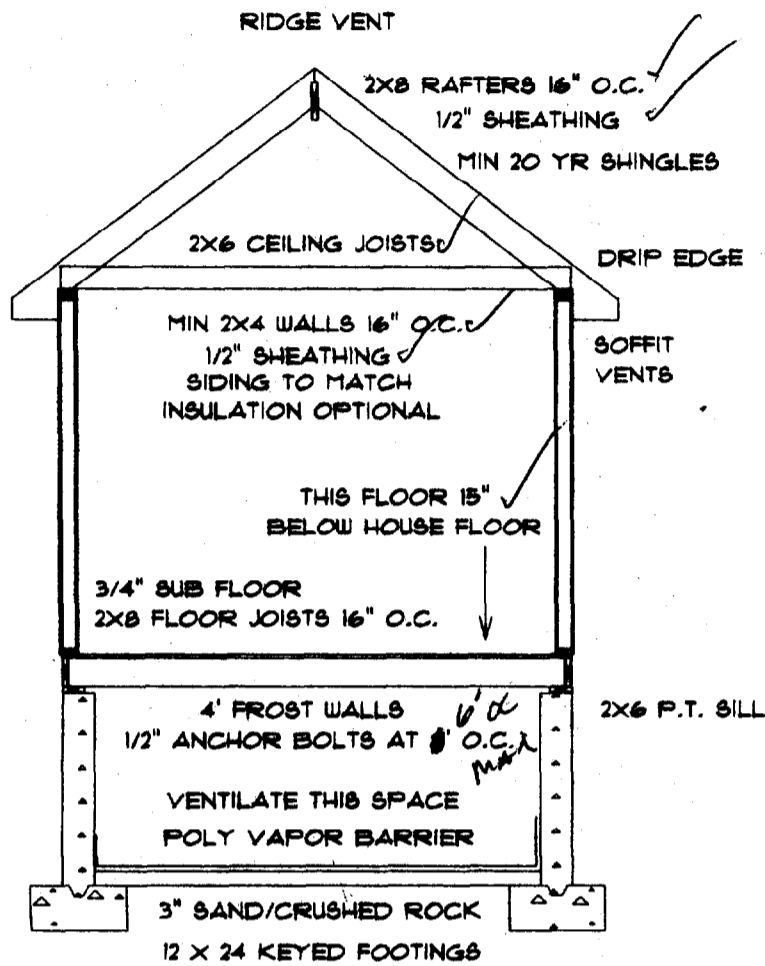 RIDGE VENT
2X8 RAFTERS 16" O.C.
1/2" SHEATHING
MIN 20 YR SHINGLES
2X6 CEILING JOISTS
DRIP EDGE
MIN 2X4 WALLS 16" O.C.
1/2" SHEATHING
SIDING TO MATCH
INSULATION OPTIONAL
SOFFIT
VENTS
THIS FLOOR 15"
BELOW HOUSE FLOOR
3/4" SUB FLOOR
2X8 FLOOR JOISTS 16" O.C.
4' FROST WALLS
6'
1/2" ANCHOR BOLTS AT O.C.
MAX
2X6 P.T. SILL
VENTILATE THIS SPACE
POLY VAPOR BARRIER
3" SAND/CRUSHED ROCK
12 X 24 KEYED FOOTINGS